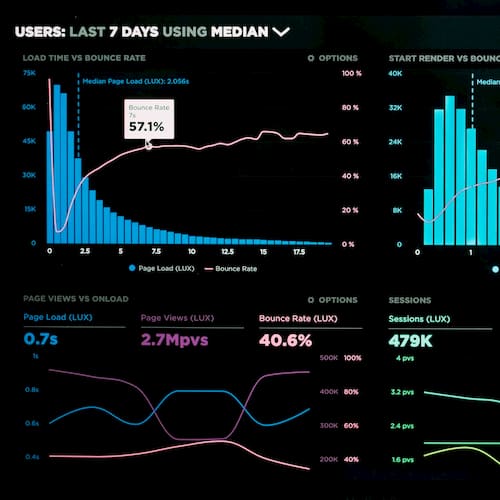 USERS: LAST 7 DAYS USING MEDIAN
LOAD TIME VS BOUNCE RATE
OPTIONS
75K
60K
45K
30K
15K
0
Median Page Load (LUX): 2.056s
Bounce Rate
7s
57.1%
100 %
80 %
60 %
40 %
20 %
0 %
0 2.5 5 7.5 10 12.5 15 17.5
Page Load (LUX) Bounce Rate
START RENDER VS BOUNC
40K
32K
24K
16K
8K
0
Median
0 1
PAGE VIEWS VS ONLOAD
OPTIONS
Page Load (LUX)
0.7s
Page Views (LUX)
2.7Mpvs
Bounce Rate (LUX)
40.6%
1s
0.8s
0.6s
0.4s
500K 100%
400K 80%
300K 60%
200K 40%
SESSIONS
Sessions (LUX)
479K
4 pvs
3.2 pvs
2.4 pvs
1.6 pvs